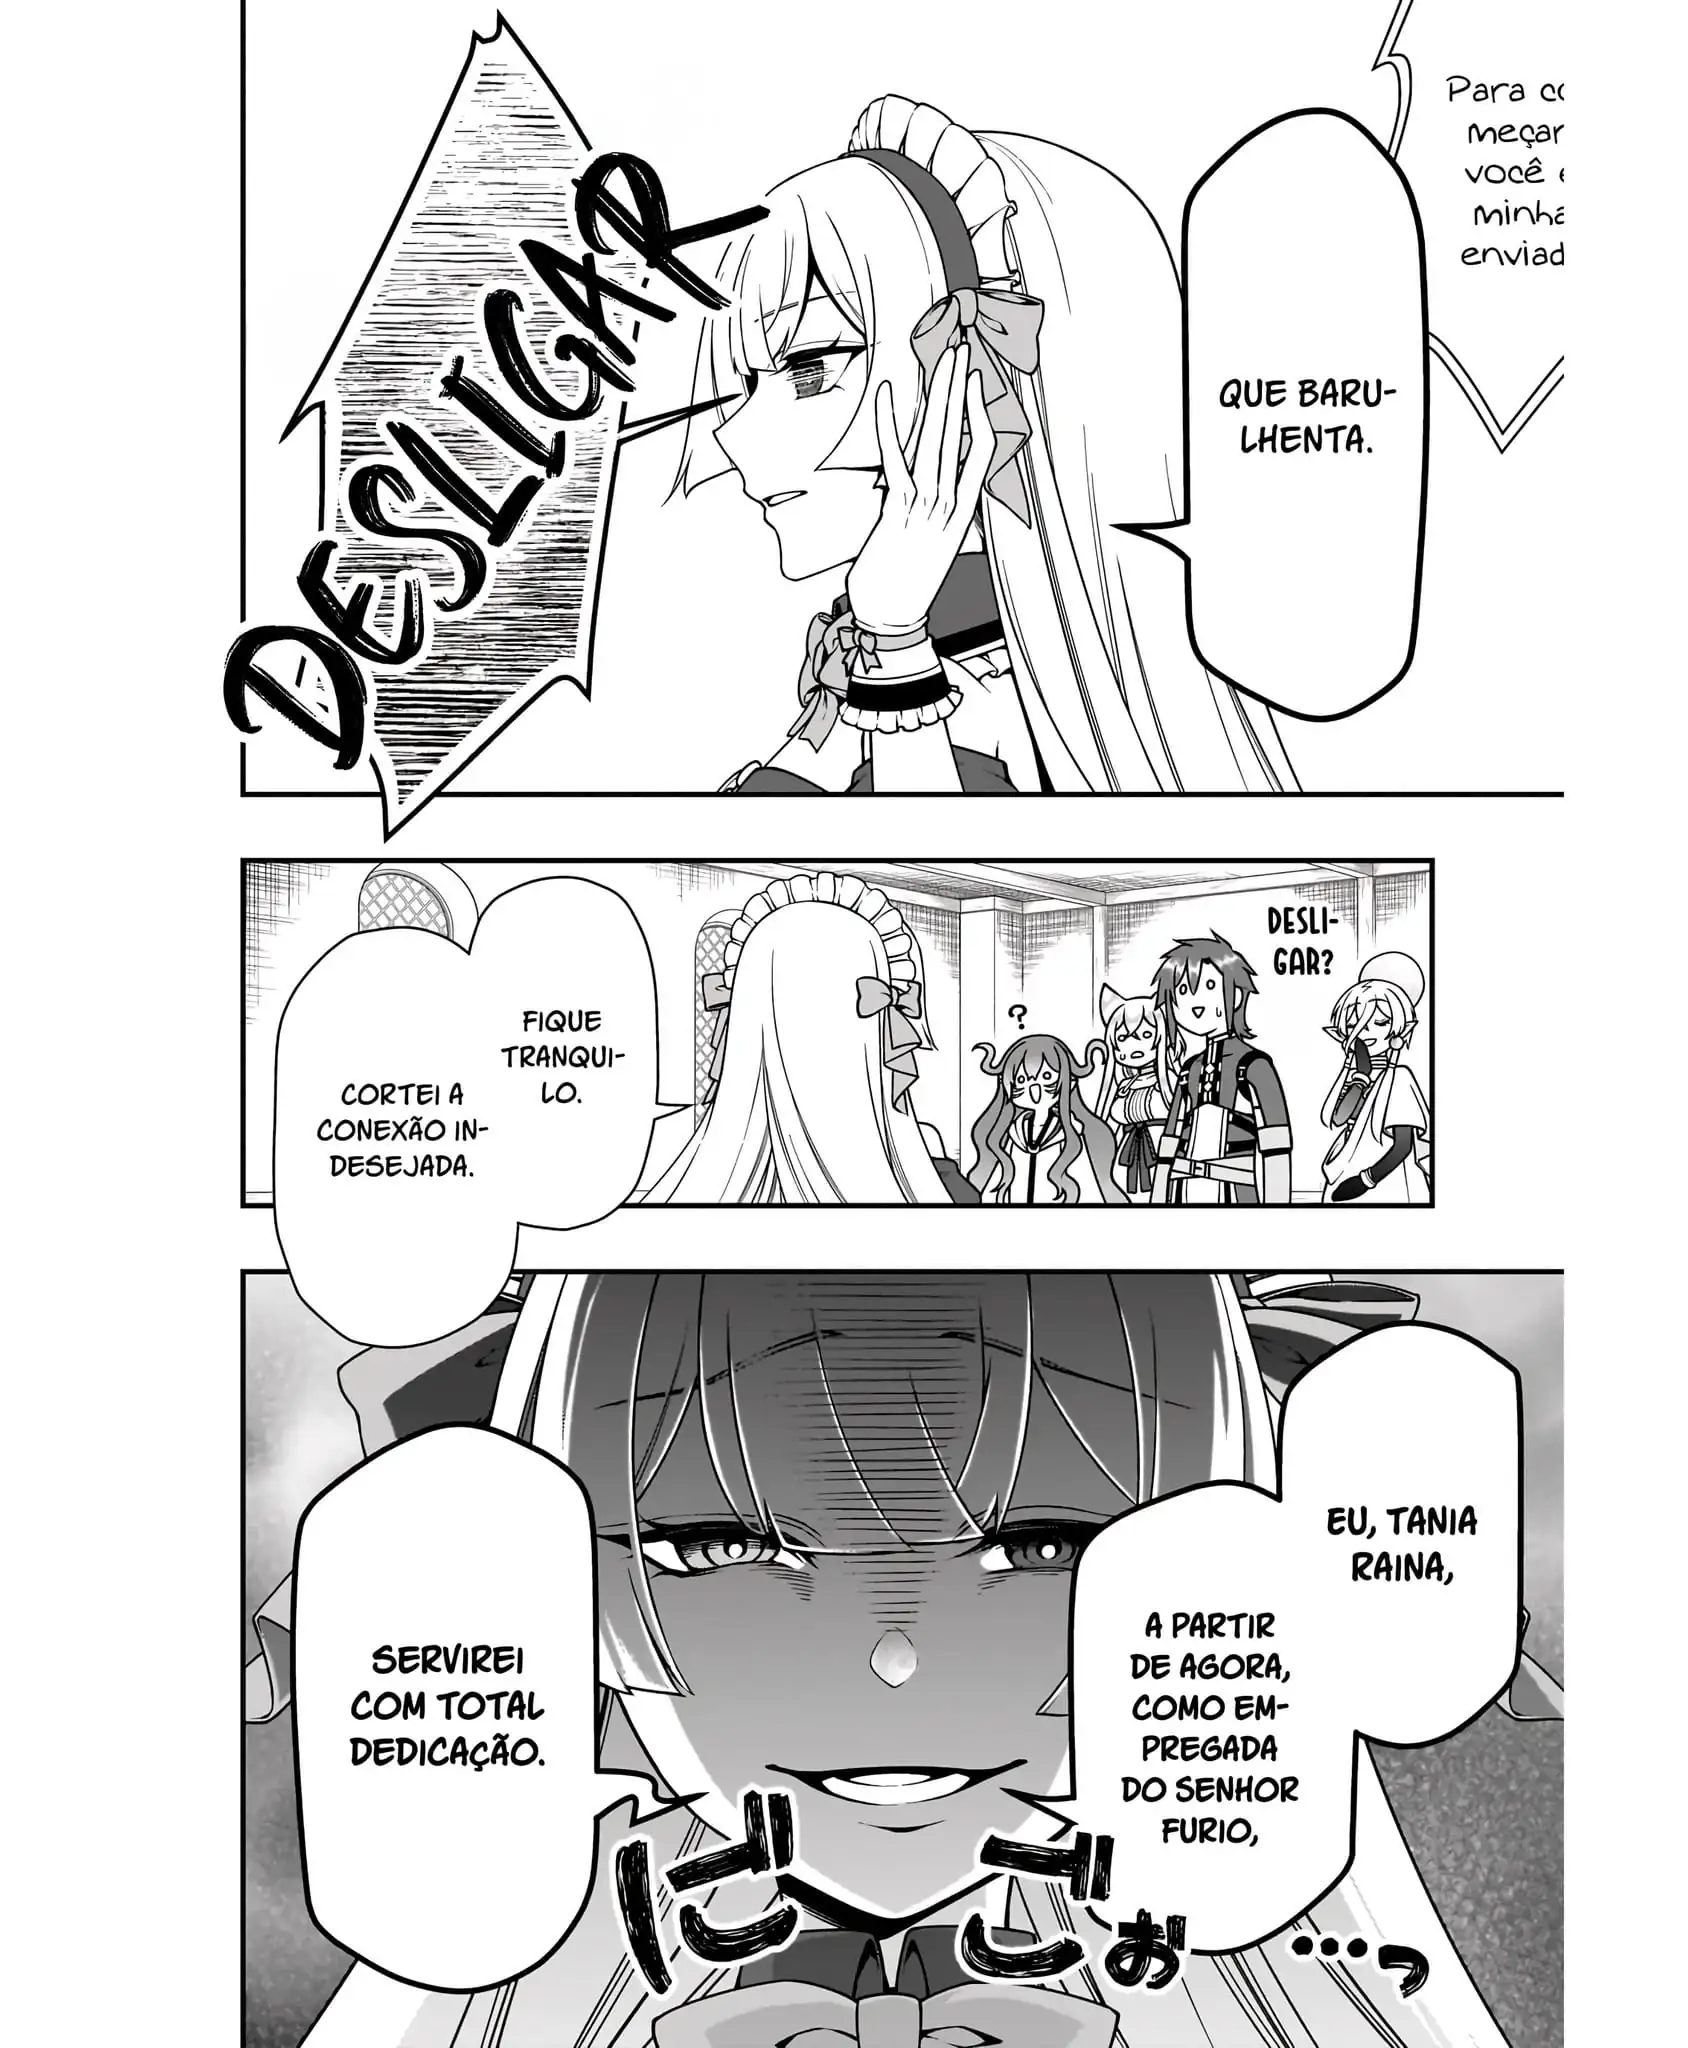 Para co
meçar
você e
minha
enviad
QUE BARU-
LHENTA.
DESLIGAR
DESLI-
GAR?
?
FIQUE
TRANQUI-
LO.
CORTEI A
CONEXÃO IN-
DESEJADA.
EU, TANIA
RAINA,
A PARTIR
DE AGORA,
COMO EM-
PREGADA
DO SENHOR
FURIO,
SERVIREI
COM TOTAL
DEDICAÇÃO.
にごぉ…っ